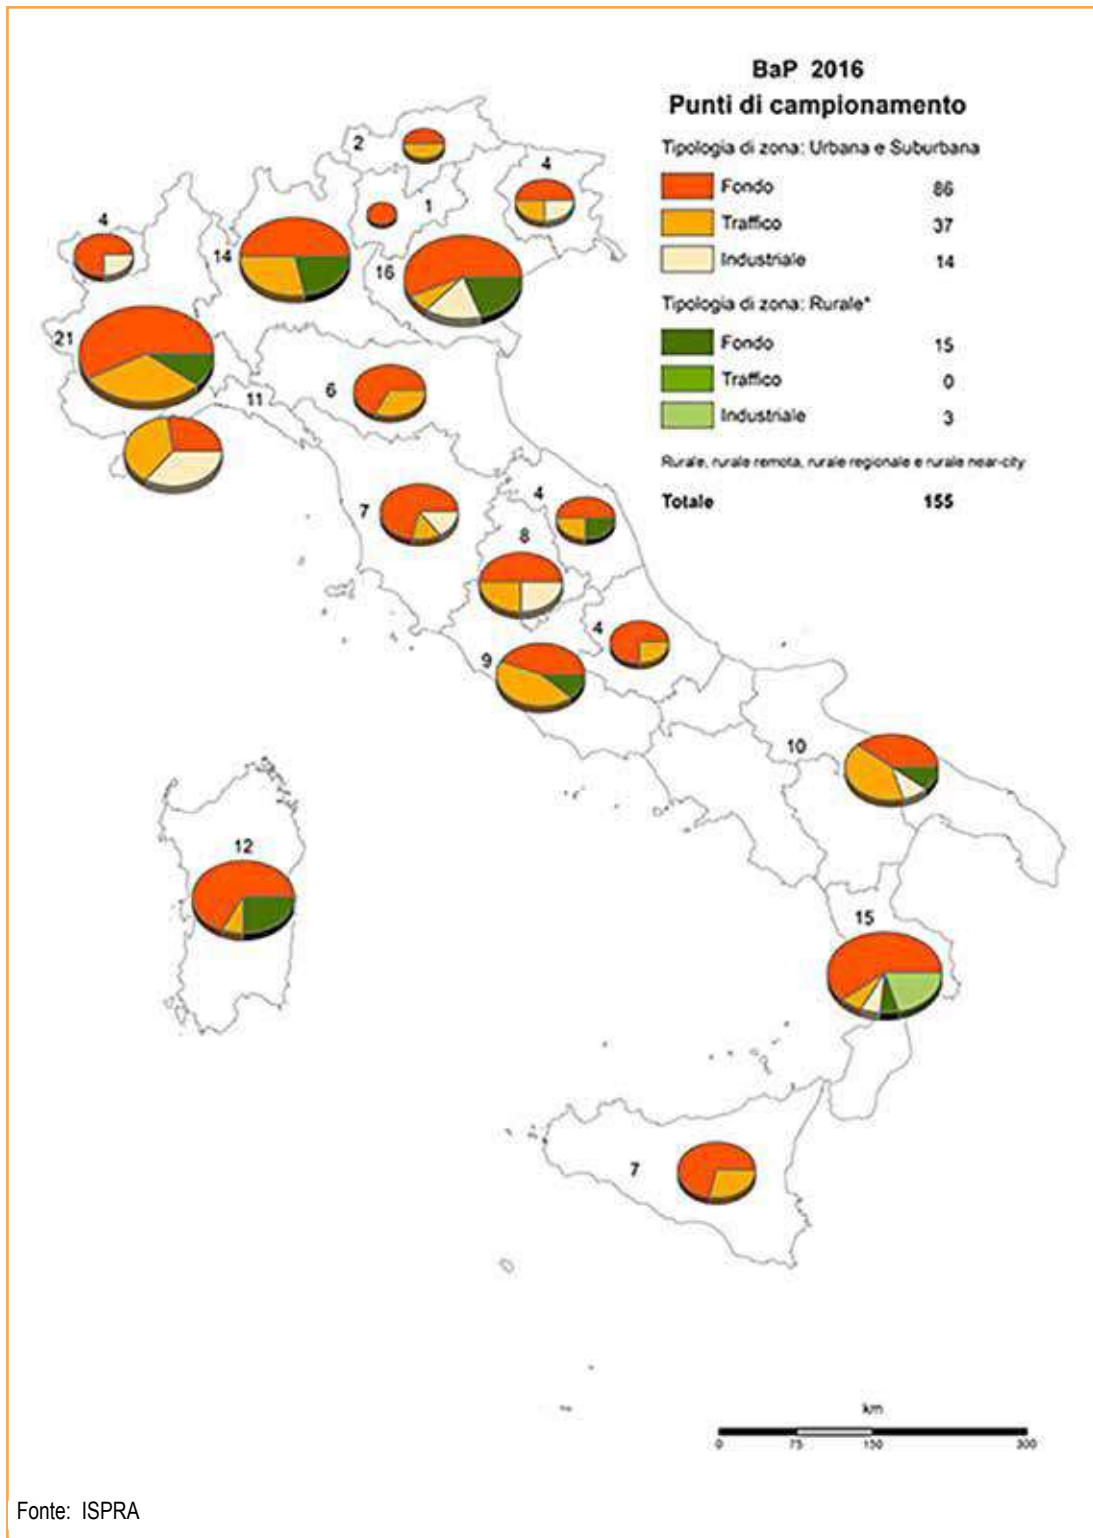 BaP 2016
Punti di campionamento
Tipologia di zona: Urbana e Suburbana
Fondo 86
Traffico 37
Industriale 14
Tipologia di zona: Rurale*
Fondo 15
Traffico 0
Industriale 3
Rurale, rurale remota, rurale regionale e rurale near-city
Totale 155
2
4
1
4
14
16
21
6
11
7
4
8
4
9
10
12
15
7
km
0 75 150 300
Fonte: ISPRA